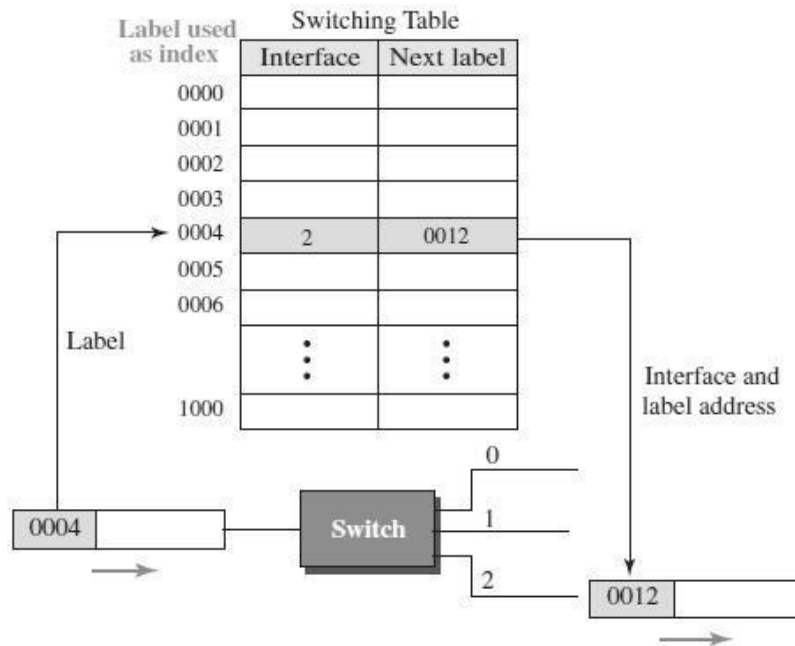 Switching Table
Label used
as index
Interface Next label
0000
0001
0002
0003
0004 2 0012
0005
0006
Label
1000
Interface and
label address
0
0004
Switch
1
2
0012